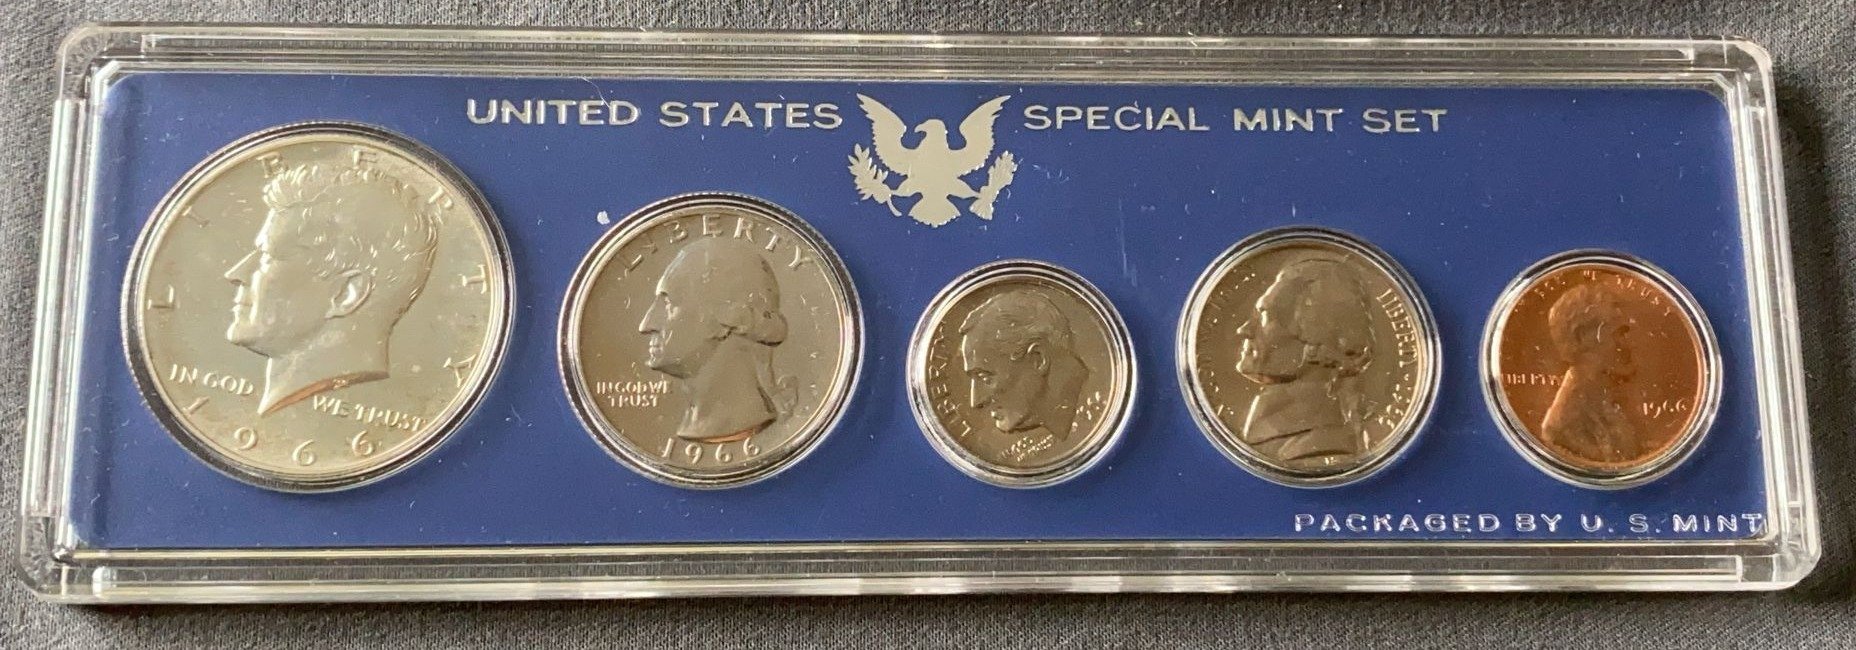 UNITED STATES SPECIAL MINT SET
LIBERTY
IN GOD WE TRUST
1966
LIBERTY
IN GOD WE
TRUST
1966
LIBERTY
1966
LIBERTY
1966
LIBERTY
1966
PACKAGED BY U. S. MINT